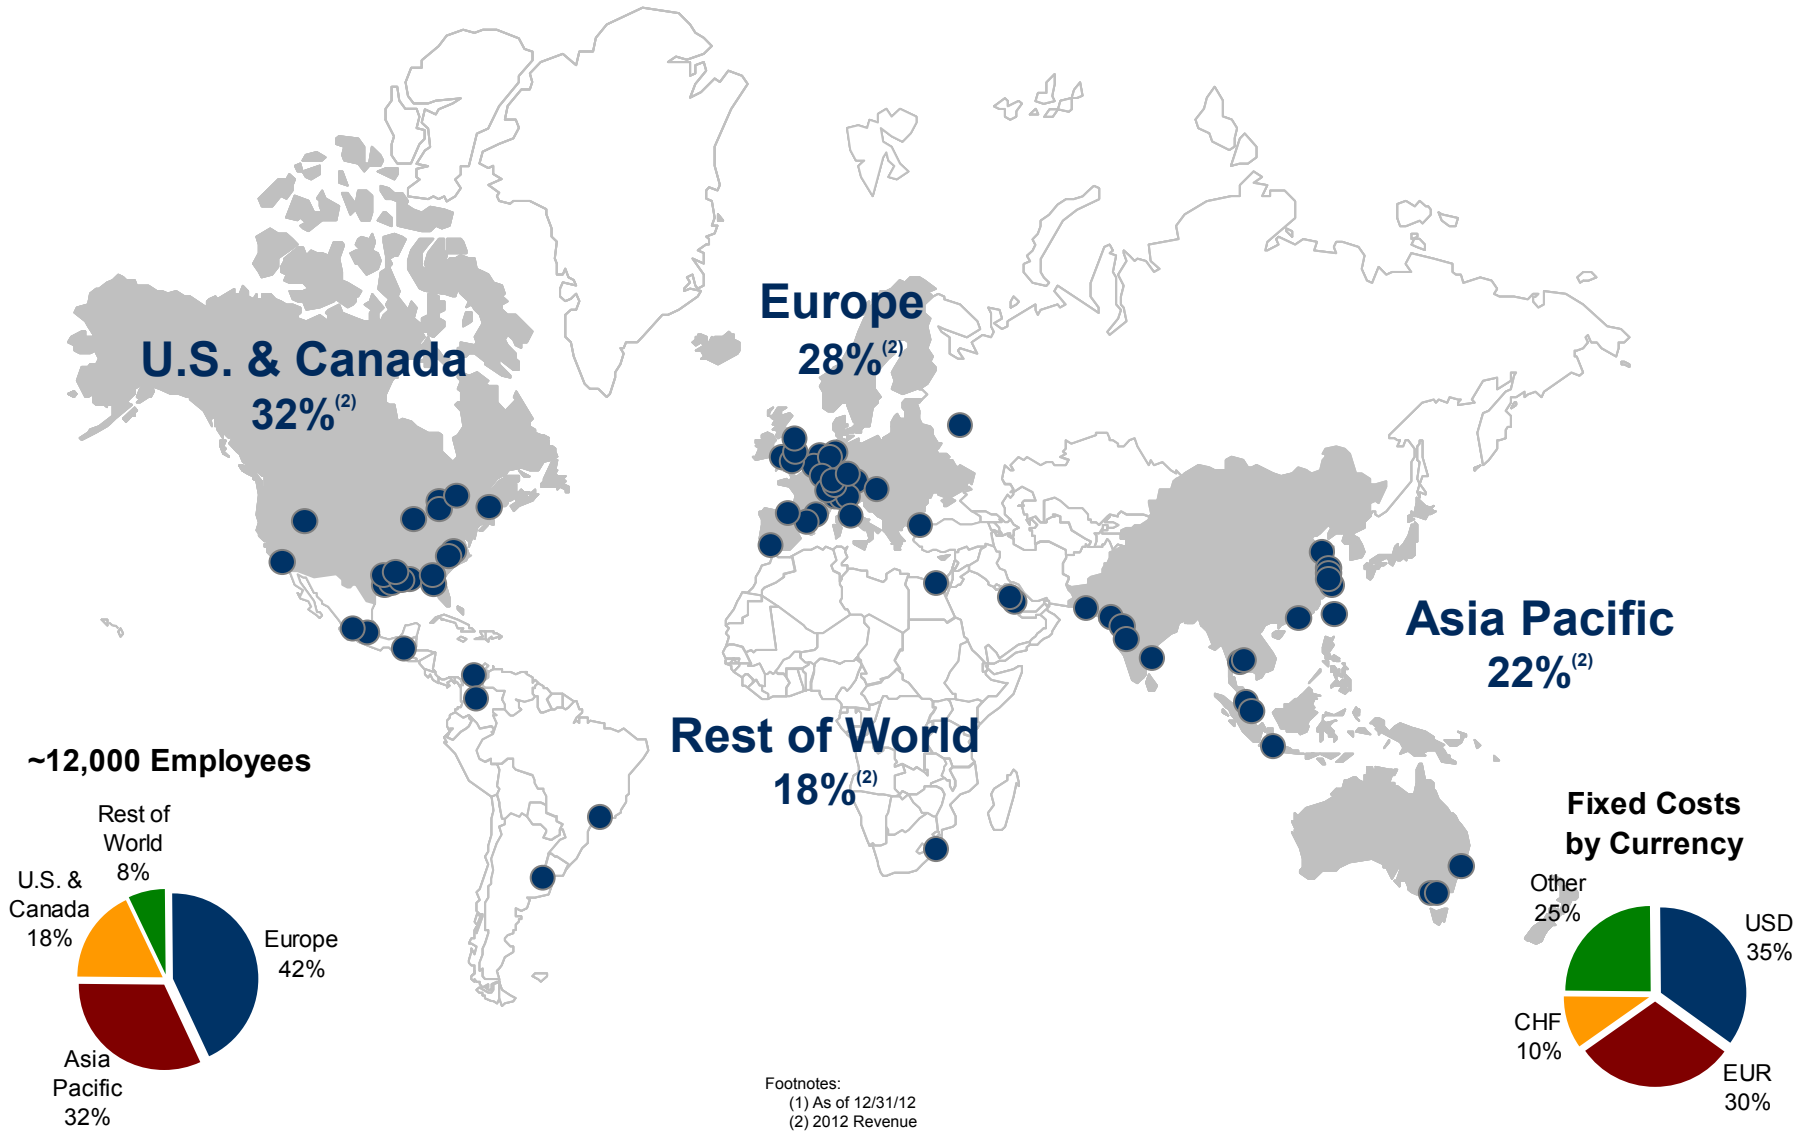 Europe
28%(2)
U.S. & Canada
32%(2)
Asia Pacific
22%(2)
Rest of World
18%(2)
~12,000 Employees
Rest of
World
8%
U.S. &
Canada
18%
Europe
42%
Asia
Pacific
32%
Fixed Costs
by Currency
Other
25%
USD
35%
CHF
10%
EUR
30%
Footnotes:
(1) As of 12/31/12
(2) 2012 Revenue